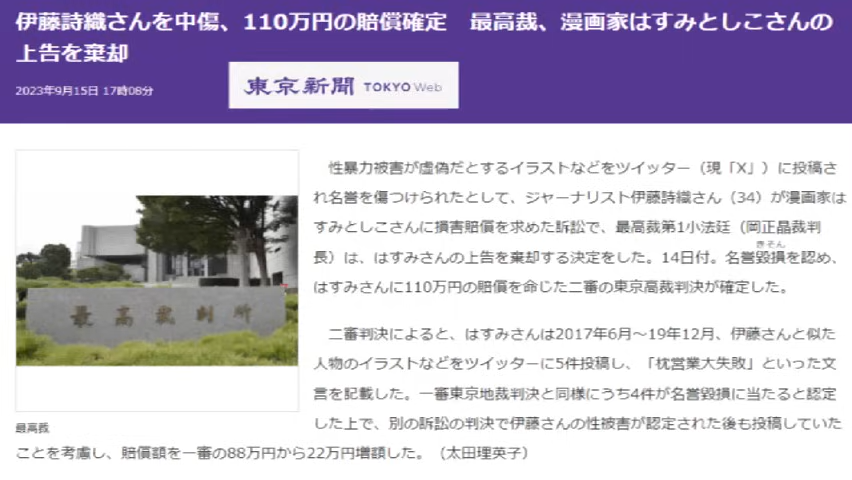 伊藤詩織さんを中傷、110万円の賠償確定　最高裁、漫画家はすみとしこさんの
上告を棄却
2023年9月15日 17時08分
東京新聞 TOKYO Web
性暴力被害が虚偽だとするイラストなどをツイッター（現「X」）に投稿さ
れ名誉を傷つけられたとして、ジャーナリスト伊藤詩織さん（34）が漫画家は
すみとしこさんに損害賠償を求めた訴訟で、最高裁第1小法廷（岡正晶裁判
長）は、はすみさんの上告を棄却する決定をした。14日付。名誉毀損を認め、
きそん
はすみさんに110万円の賠償を命じた二審の東京高裁判決が確定した。
最高裁判所
二審判決によると、はすみさんは2017年6月～19年12月、伊藤さんと似た
人物のイラストなどをツイッターに5件投稿し、「枕営業大失敗」といった文
言を記載した。一審東京地裁判決と同様にうち4件が名誉毀損に当たると認定
した上で、別の訴訟の判決で伊藤さんの性被害が認定された後も投稿していた
最高裁
ことを考慮し、賠償額を一審の88万円から22万円増額した。（太田理英子）